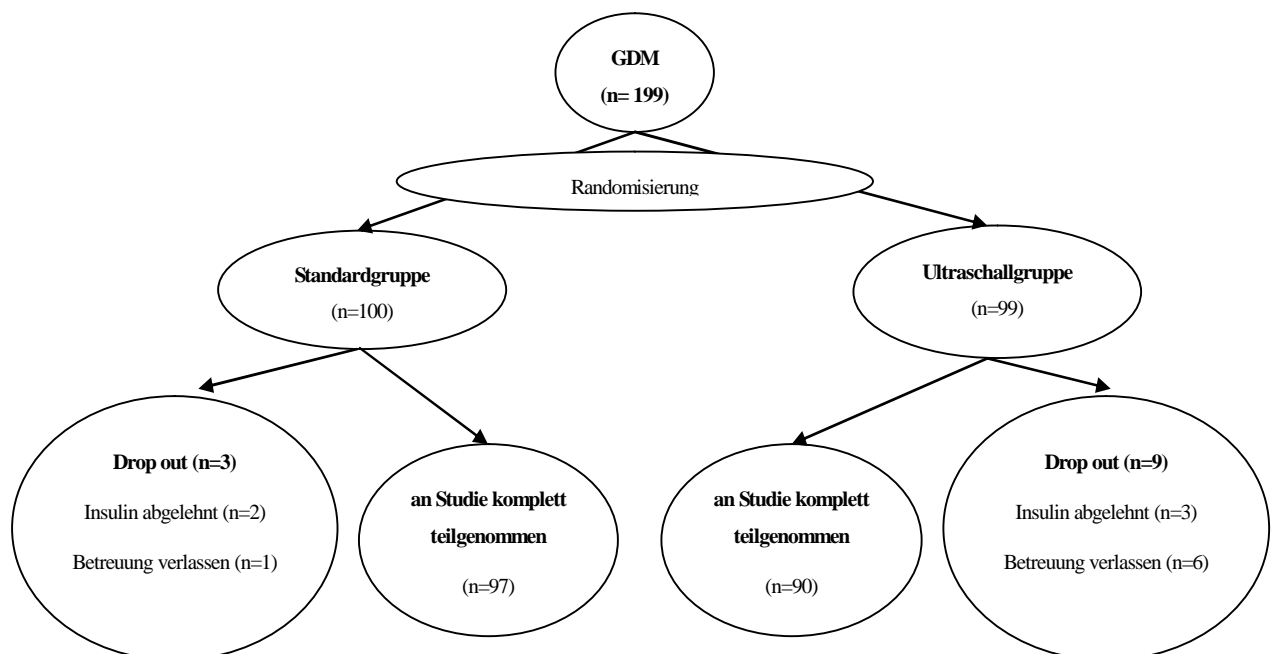 GDM
(n= 199)
Randomisierung
Standardgruppe
(n=100)
Ultraschallgruppe
(n=99)
Drop out (n=3)
Insulin abgelehnt (n=2)
Betreuung verlassen (n=1)
an Studie komplett
teilgenommen
(n=97)
an Studie komplett
teilgenommen
(n=90)
Drop out (n=9)
Insulin abgelehnt (n=3)
Betreuung verlassen (n=6)